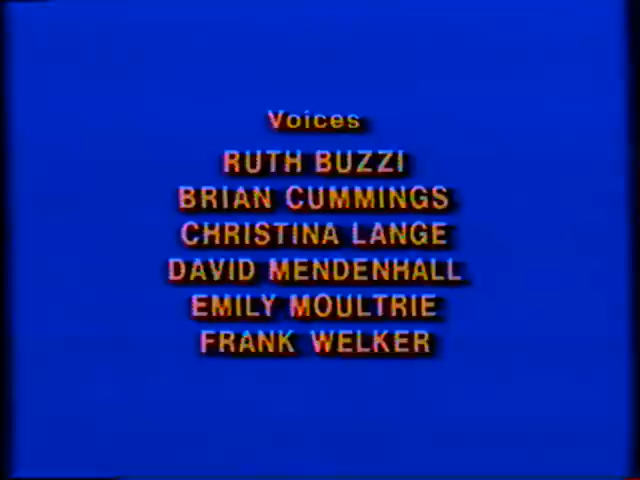 Voices
RUTH BUZZI
BRIAN CUMMINGS
CHRISTINA LANGE
DAVID MENDENHALL
EMILY MOULTRIE
FRANK WELKER